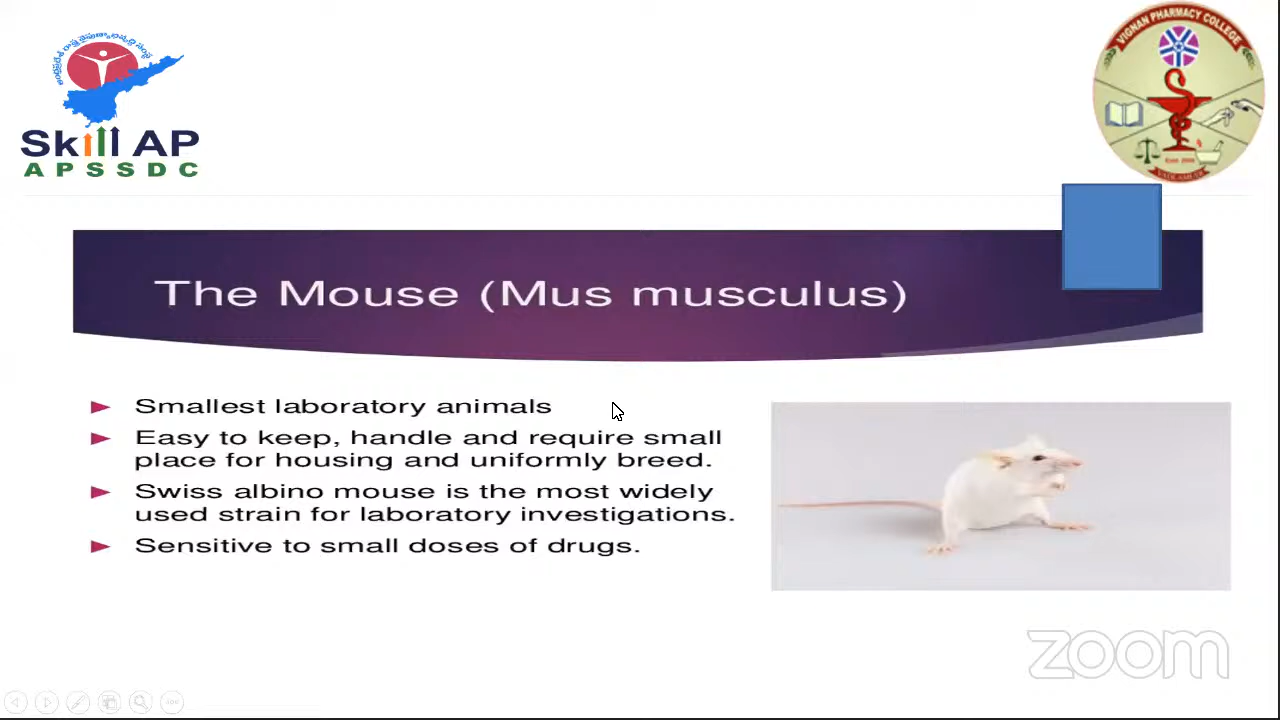 Skill AP
APSSDC
VIGNAN PHARMACY COLLEGE
The Mouse (Mus musculus)
Smallest laboratory animals
Easy to keep, handle and require small
place for housing and uniformly breed.
Swiss albino mouse is the most widely
used strain for laboratory investigations.
Sensitive to small doses of drugs.
zoom